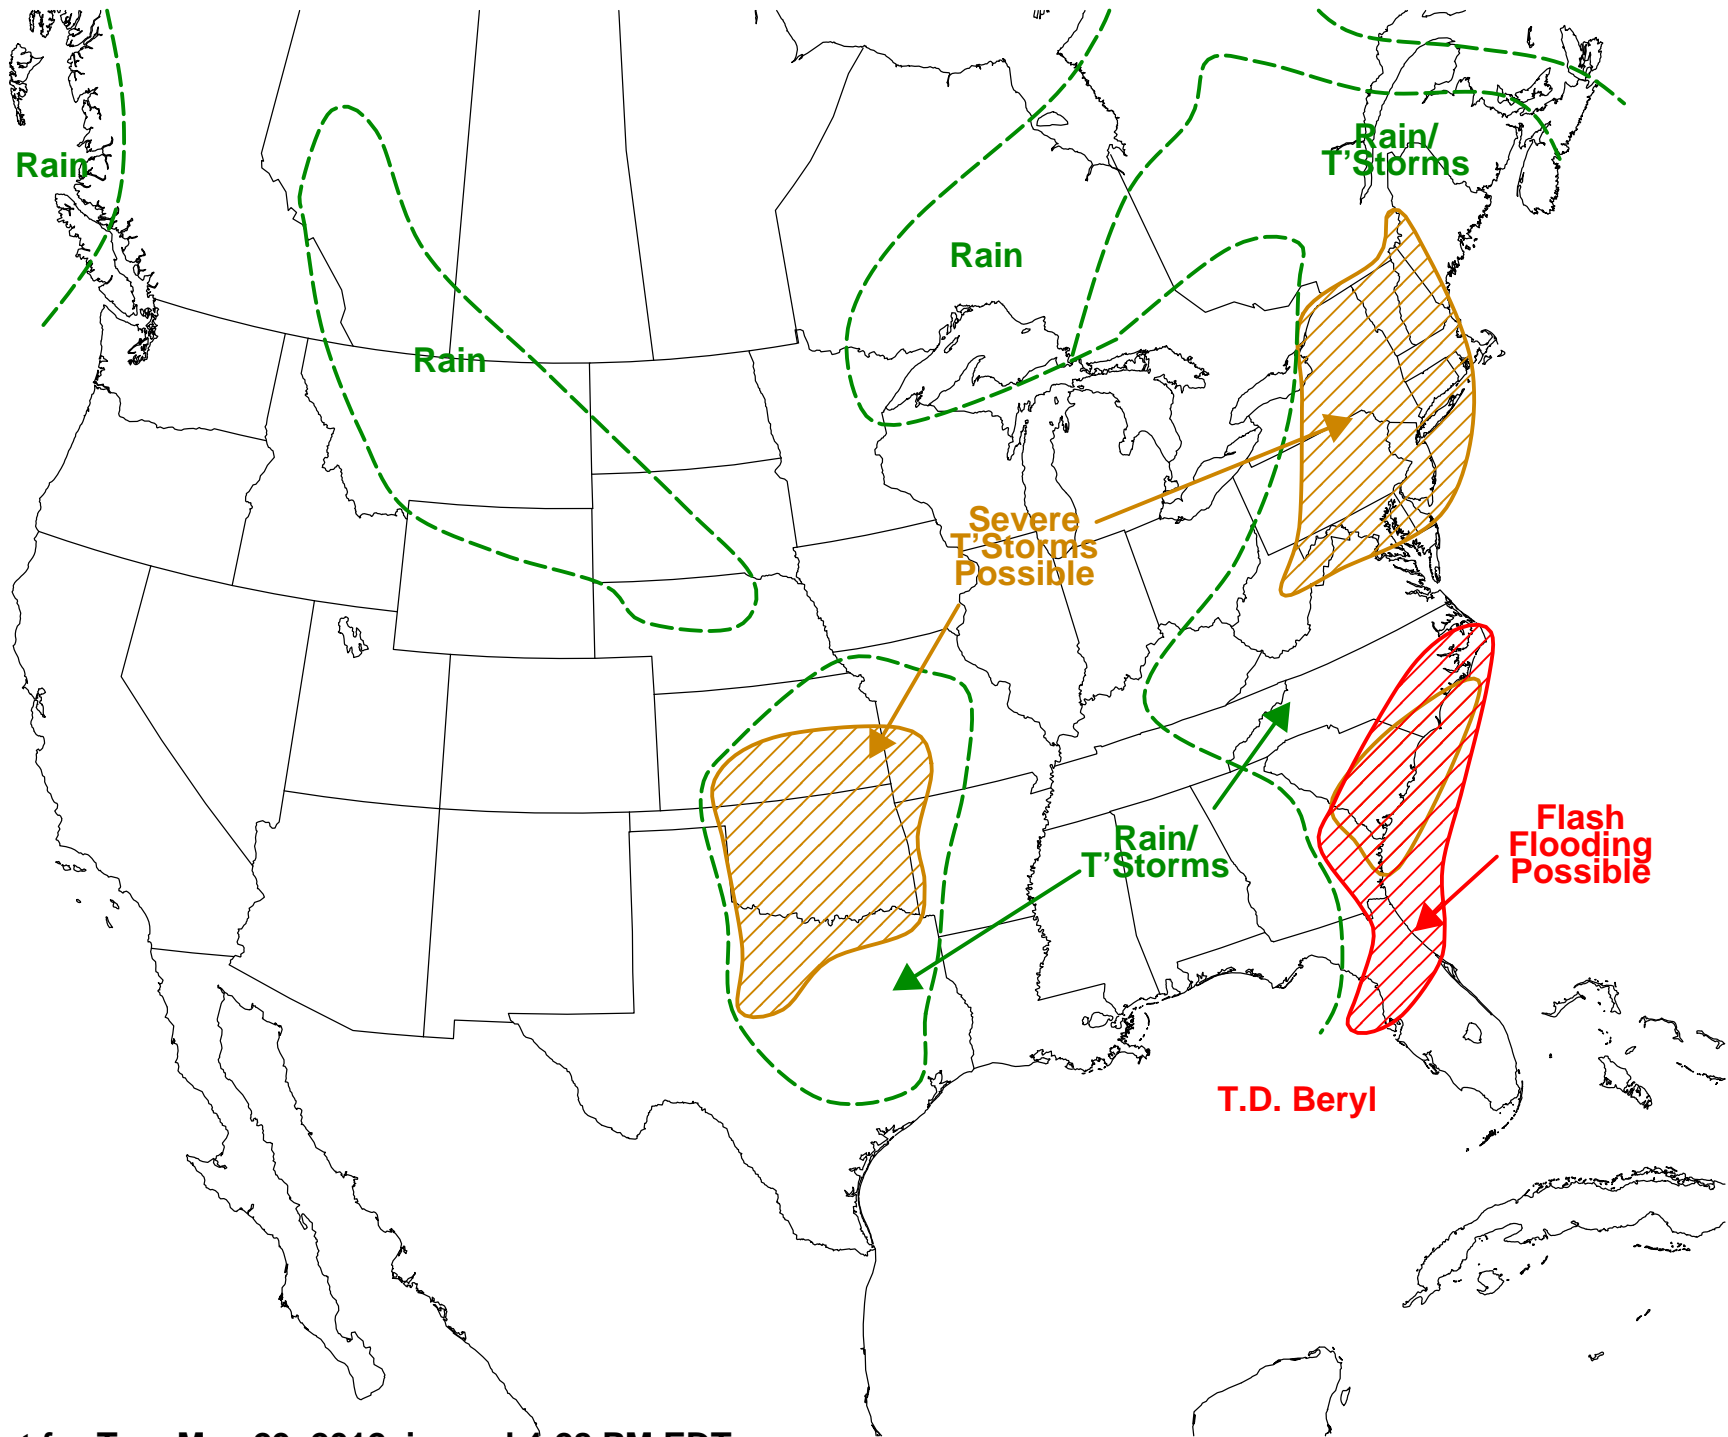 Rain/
T'Storms
Rain
Rain
Rain
Severe
T'Storms
Possible
Rain/
T'Storms
Flash
Flooding
Possible
T.D. Beryl